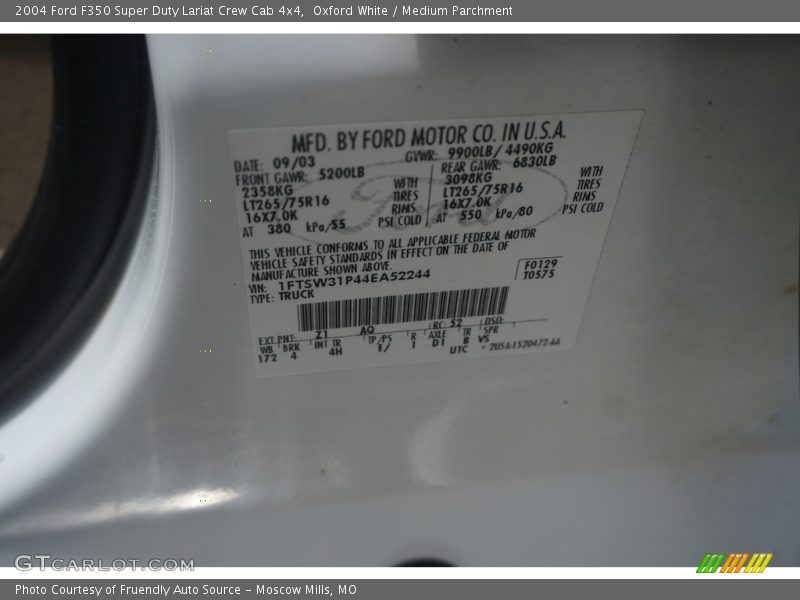 2004 Ford F350 Super Duty Lariat Crew Cab 4x4,  Oxford White / Medium Parchment
MFD. BY FORD MOTOR CO. IN U.S.A.
DATE: 09/03 GVWR: 9900LB/ 4490KG
FRONT GAWR: 5200LB REAR GAWR: 6830LB
2358KG WITH 3098KG WITH
LT265/75R16 TIRES LT265/75R16 TIRES
16X7.0K RIMS 16X7.0K RIMS
AT 380 kPa/55 PSI COLD AT 550 kPa/80 PSI COLD
THIS VEHICLE CONFORMS TO ALL APPLICABLE FEDERAL MOTOR
VEHICLE SAFETY STANDARDS IN EFFECT ON THE DATE OF
MANUFACTURE SHOWN ABOVE.
VIN: 1FTSW31P44EA52244 F0129
TYPE: TRUCK T0575
EXT PNT: Z1 AQ RC: 52 DSO:
WB BRK INT TR TP/PS R AXLE TR SPR
172 4 4H E/ 1 D1 B VS
UTC
GTCARLOT.COM
Photo Courtesy of Fruendly Auto Source – Moscow Mills, MO